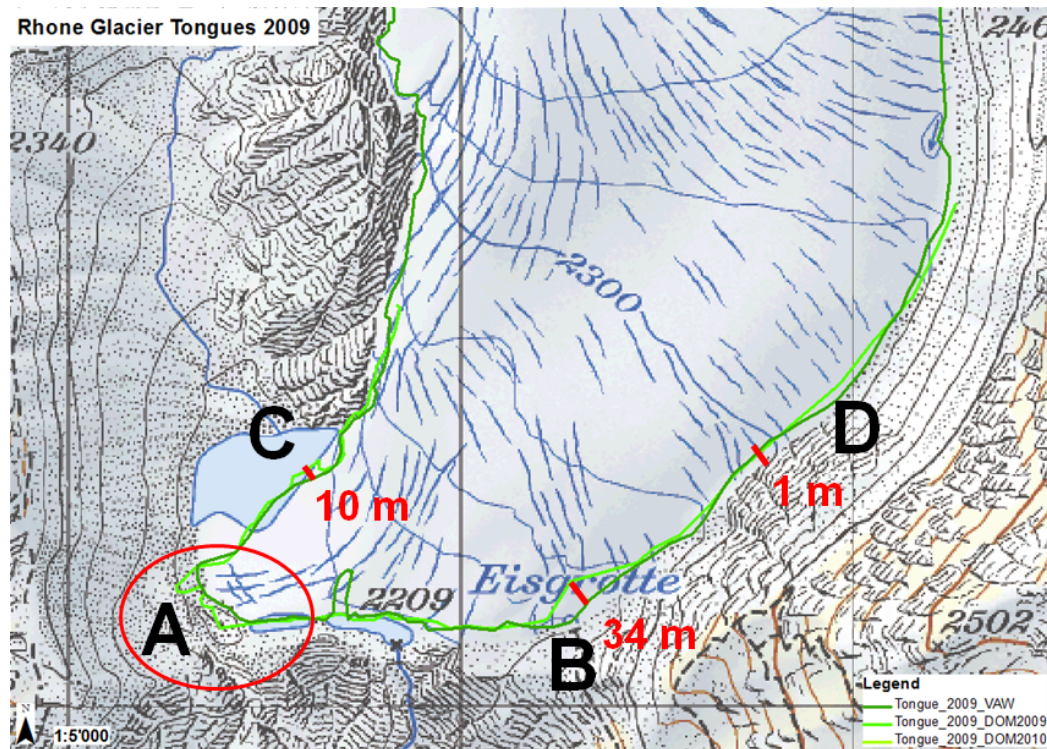 Rhone Glacier Tongues 2009
2340
2300
C
D
10 m
1 m
Eisgrotte
A
2209
34 m
B
2502
Legend
Tongue_2009_VAW
Tongue_2009_DOM2009
Tongue_2009_DOM2010
N
1:5'000